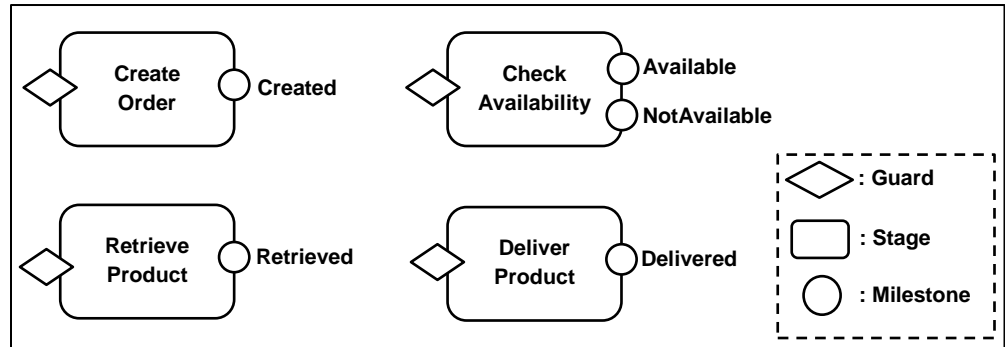 Create
Order
Created
Check
Availability
Available
NotAvailable
Retrieve
Product
Retrieved
Deliver
Product
Delivered
: Guard
: Stage
: Milestone